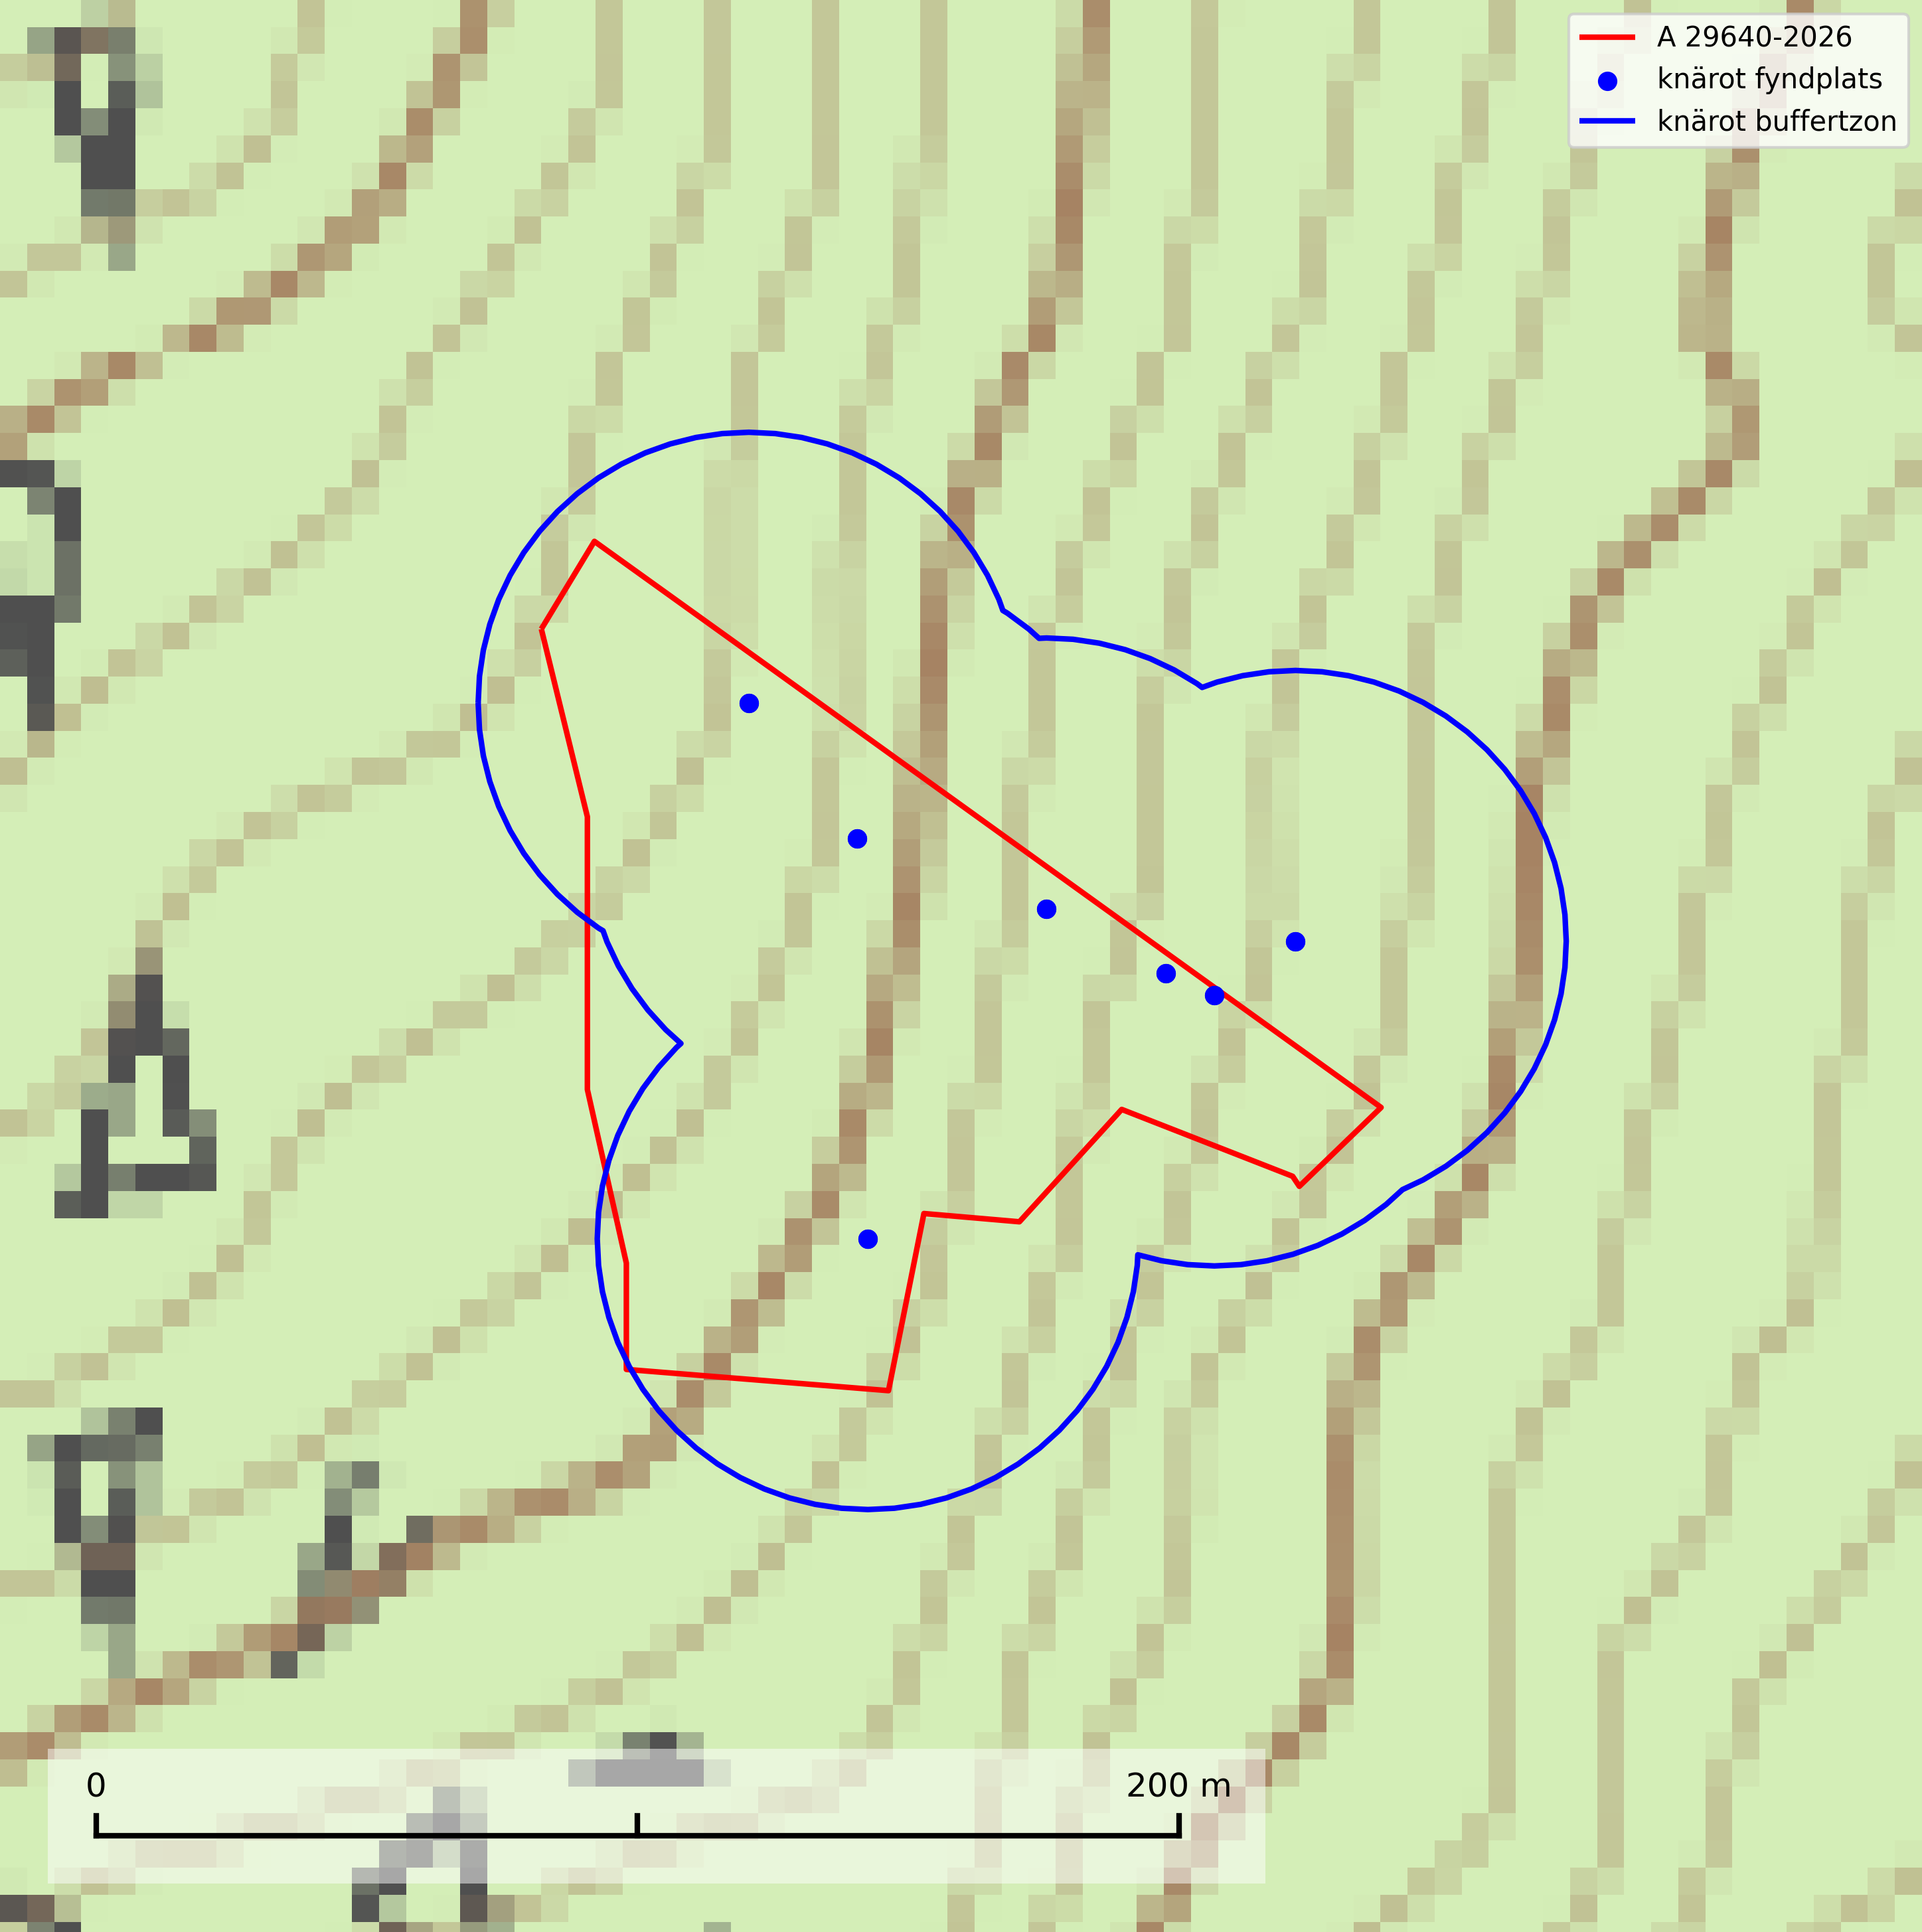 A 29640-2026
knärot fyndplats
knärot buffertzon
0
200 m